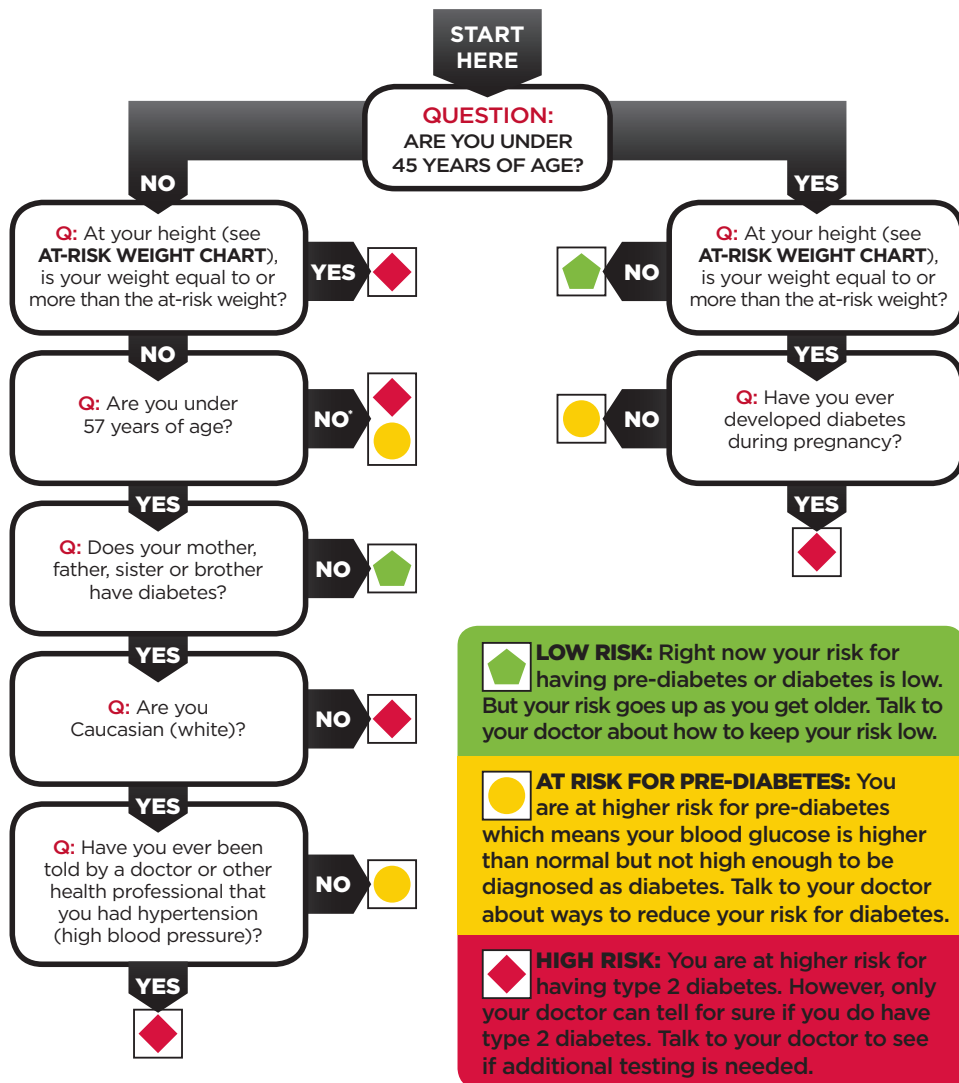 START
HERE
QUESTION:
ARE YOU UNDER
45 YEARS OF AGE?
NO
Q: At your height (see
AT-RISK WEIGHT CHART),
is your weight equal to or
more than the at-risk weight?
YES
NO
Q: Are you under
57 years of age?
NO*
YES
Q: Does your mother,
father, sister or brother
have diabetes?
NO
YES
Q: Are you
Caucasian (white)?
NO
YES
Q: Have you ever been
told by a doctor or other
health professional that
you had hypertension
(high blood pressure)?
NO
YES
YES
Q: At your height (see
AT-RISK WEIGHT CHART),
is your weight equal to or
more than the at-risk weight?
NO
YES
Q: Have you ever
developed diabetes
during pregnancy?
NO
YES
LOW RISK: Right now your risk for
having pre-diabetes or diabetes is low.
But your risk goes up as you get older. Talk to
your doctor about how to keep your risk low.
AT RISK FOR PRE-DIABETES: You
are at higher risk for pre-diabetes
which means your blood glucose is higher
than normal but not high enough to be
diagnosed as diabetes. Talk to your doctor
about ways to reduce your risk for diabetes.
HIGH RISK: You are at higher risk for
having type 2 diabetes. However, only
your doctor can tell for sure if you do have
type 2 diabetes. Talk to your doctor to see
if additional testing is needed.